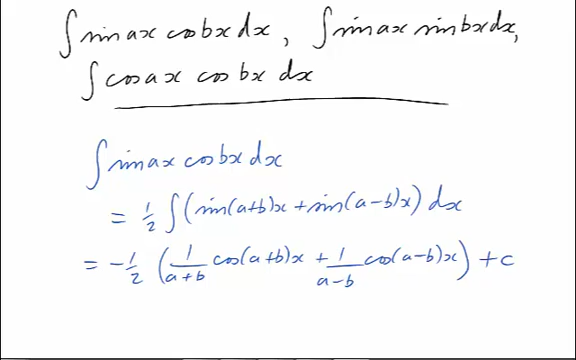 ∫ sin ax cos bx dx, ∫ sin ax sin bx dx,
∫ cos ax cos bx dx
∫ sin ax cos bx dx
= ½ ∫ (sin(a+b)x + sin(a-b)x) dx
= -½ (1/(a+b) cos(a+b)x + 1/(a-b) cos(a-b)x) + c